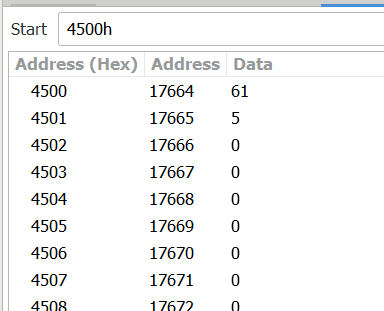 Start 4500h
Address (Hex) Address Data
4500 17664 61
4501 17665 5
4502 17666 0
4503 17667 0
4504 17668 0
4505 17669 0
4506 17670 0
4507 17671 0
4508 17672 0